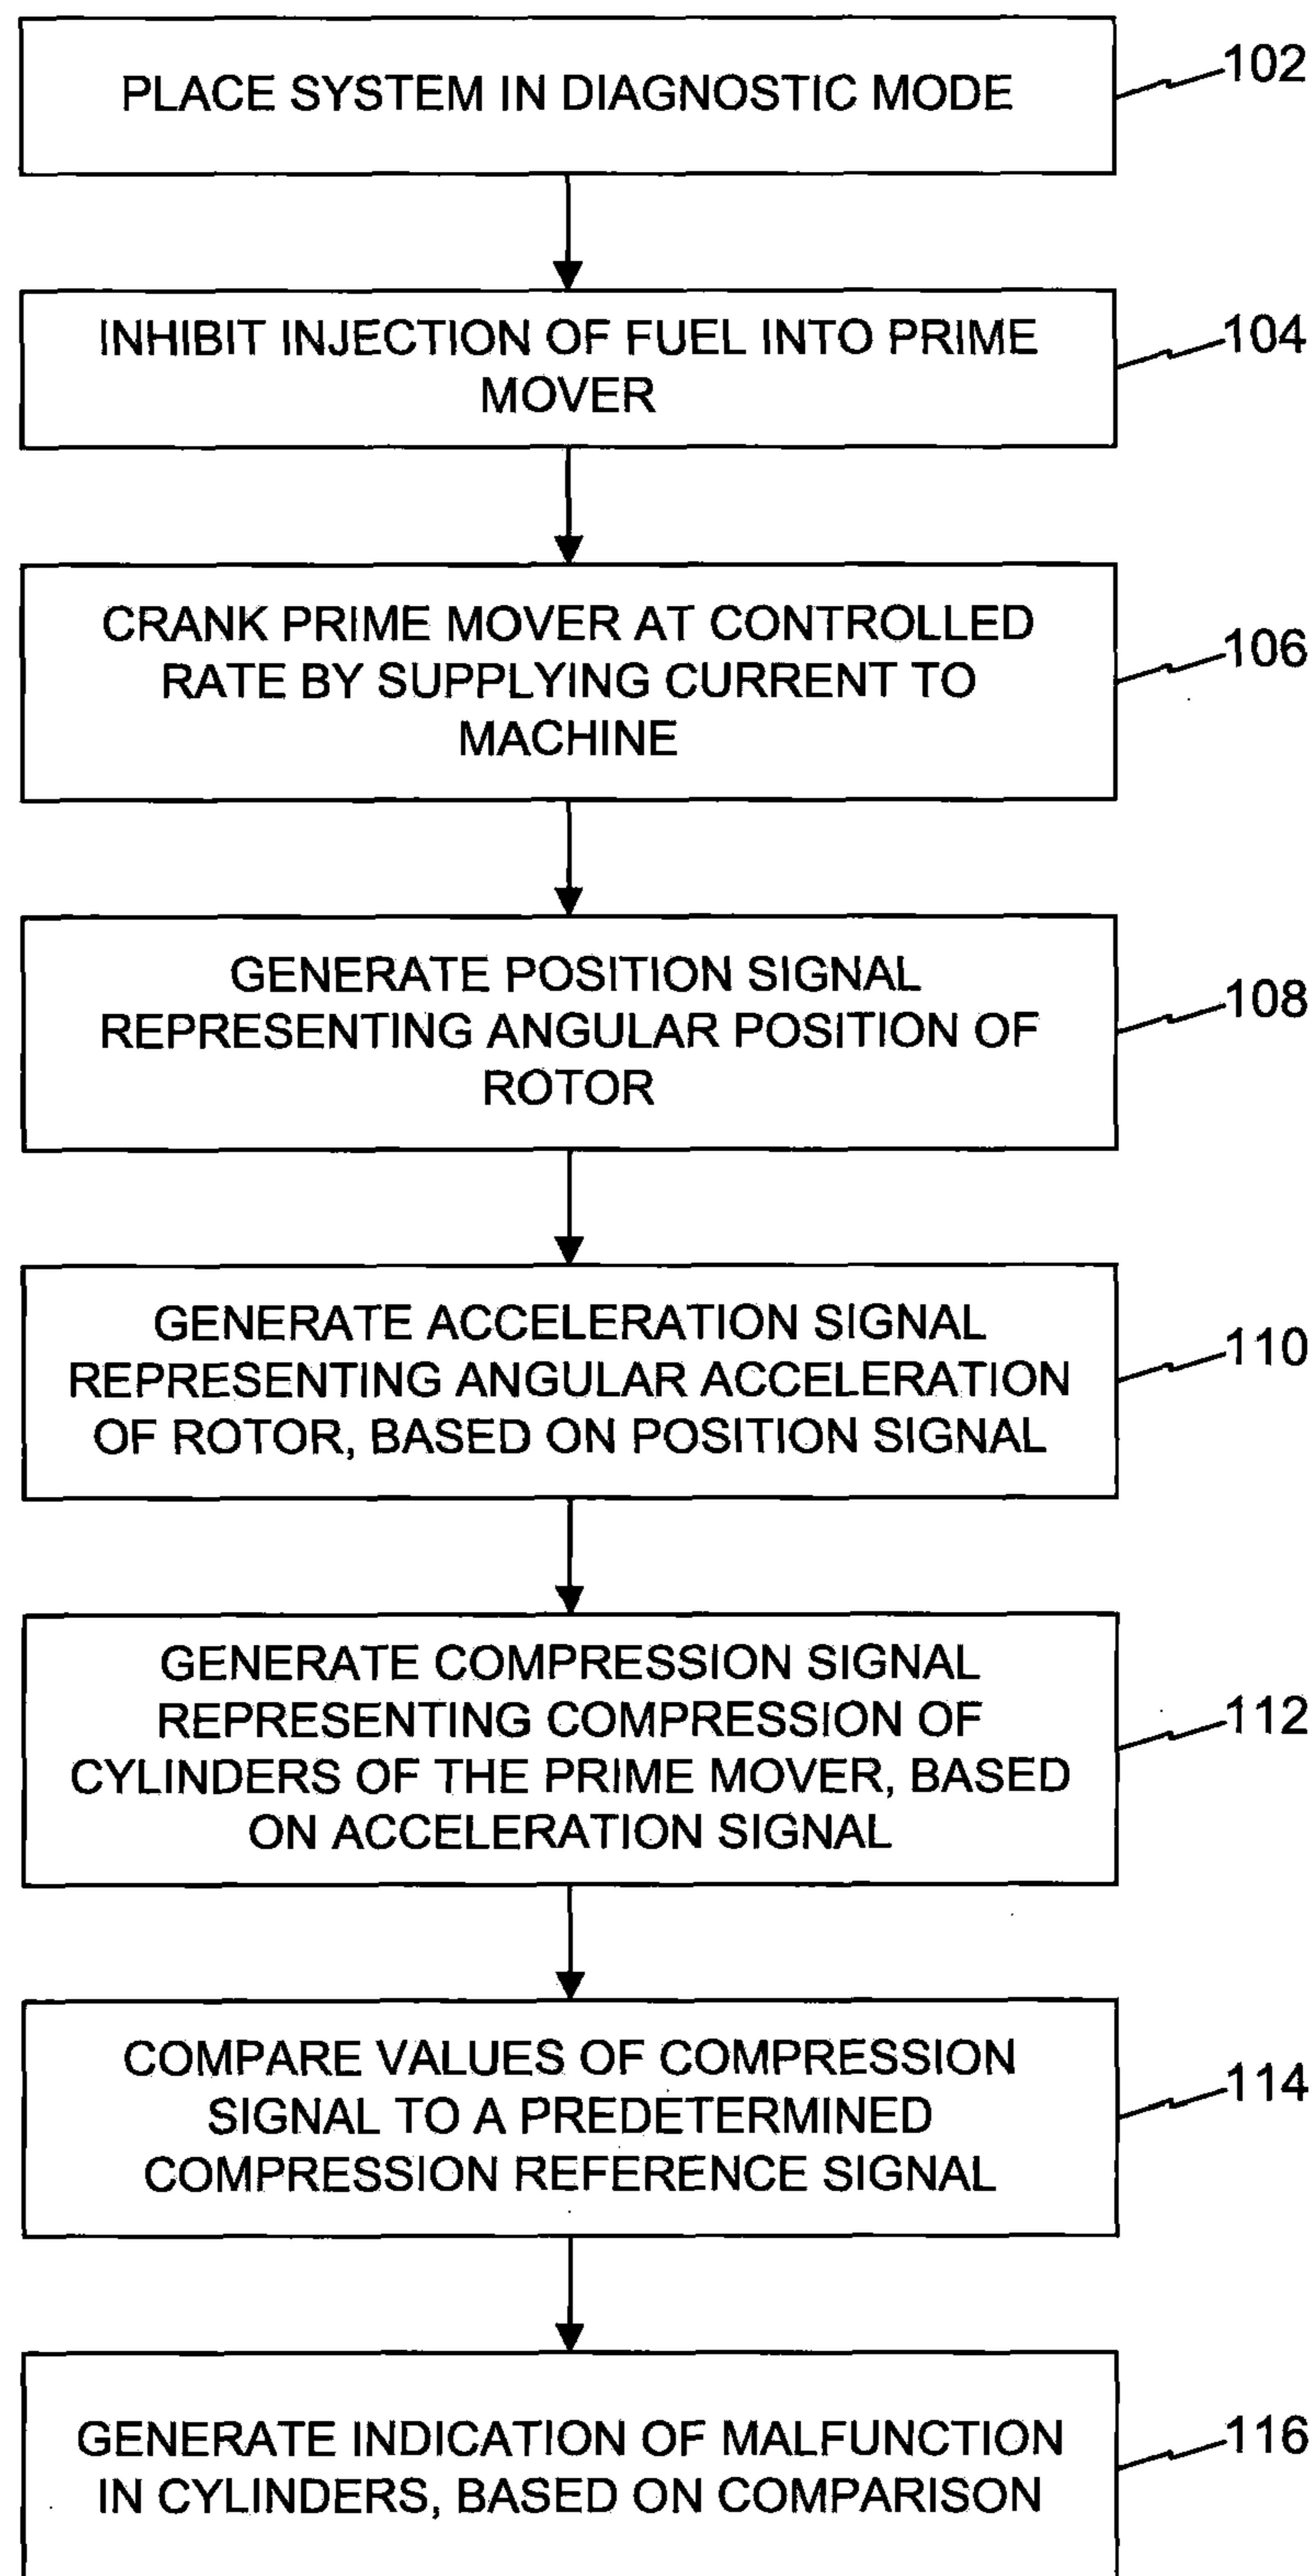 PLACE SYSTEM IN DIAGNOSTIC MODE
102
INHIBIT INJECTION OF FUEL INTO PRIME
MOVER
104
CRANK PRIME MOVER AT CONTROLLED
RATE BY SUPPLYING CURRENT TO
MACHINE
106
GENERATE POSITION SIGNAL
REPRESENTING ANGULAR POSITION OF
ROTOR
108
GENERATE ACCELERATION SIGNAL
REPRESENTING ANGULAR ACCELERATION
OF ROTOR, BASED ON POSITION SIGNAL
110
GENERATE COMPRESSION SIGNAL
REPRESENTING COMPRESSION OF
CYLINDERS OF THE PRIME MOVER, BASED
ON ACCELERATION SIGNAL
112
COMPARE VALUES OF COMPRESSION
SIGNAL TO A PREDETERMINED
COMPRESSION REFERENCE SIGNAL
114
GENERATE INDICATION OF MALFUNCTION
IN CYLINDERS, BASED ON COMPARISON
116